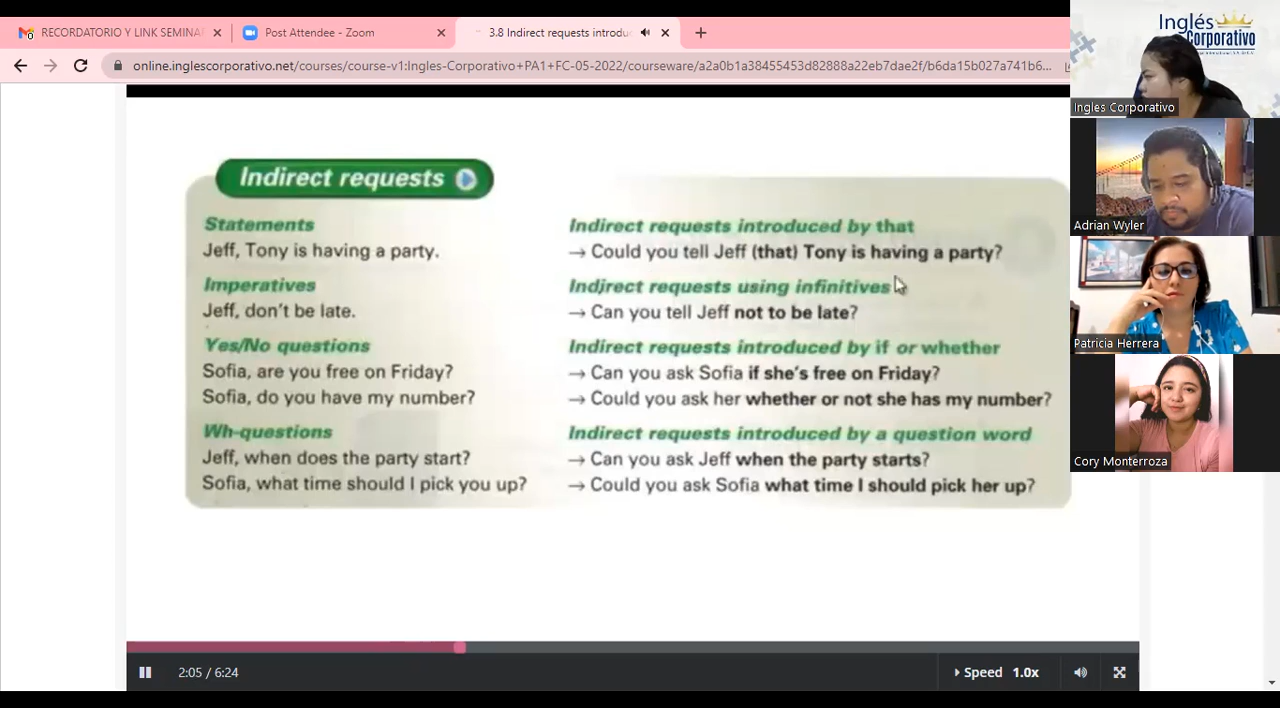 RECORDATORIO Y LINK SEMINA
Post Attendee - Zoom
3.8 Indirect requests introdu
online.inglescorporativo.net/courses/course-v1:Ingles-Corporativo+A1+FC-05-2022/courseware/a2a0b1a38455453b92888a22eb7dae2f/b6da15b027a741b6...
Inglés
Corporativo
Ingles Corporativo
Adrian Wyler
Patricia Herrera
Cory Monterroza
Indirect requests
Statements
Indirect requests introduced by that
Jeff, Tony is having a party.
→ Could you tell Jeff (that) Tony is having a party?
Imperatives
Indirect requests using infinitives
Jeff, don't be late.
→ Can you tell Jeff not to be late?
Yes/No questions
Indirect requests introduced by if or whether
Sofia, are you free on Friday?
→ Can you ask Sofia if she's free on Friday?
Sofia, do you have my number?
→ Could you ask her whether or not she has my number?
Wh-questions
Indirect requests introduced by a question word
Jeff, when does the party start?
→ Can you ask Jeff when the party starts?
Sofia, what time should I pick you up?
→ Could you ask Sofia what time I should pick her up?
2:05 / 6:24
Speed 1.0x